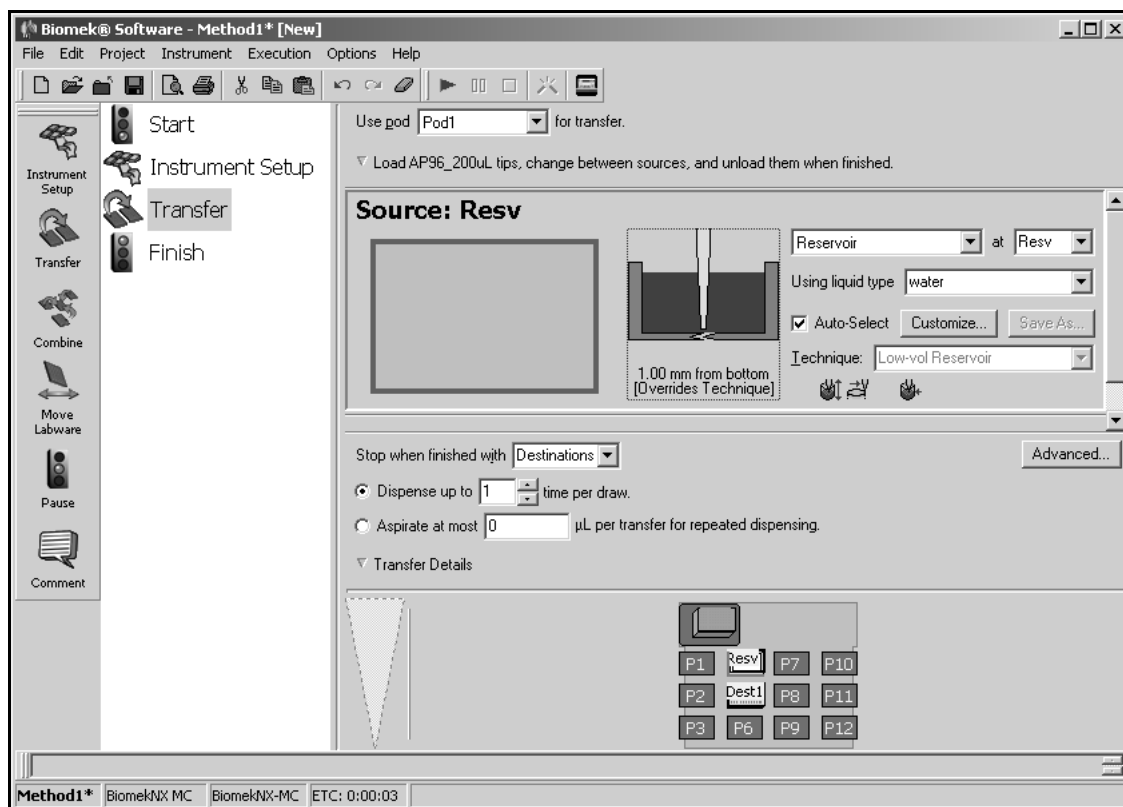 Biomek® Software - Method1* [New]
File Edit Project Instrument Execution Options Help
Instrument
Setup
Transfer
Combine
Move
Labware
Pause
Comment
Start
Instrument Setup
Transfer
Finish
Use pod Pod1 for transfer.
Load AP96_200uL tips, change between sources, and unload them when finished.
Source: Resv
1.00 mm from bottom
[Overrides Technique]
Reservoir at Resv
Using liquid type water
Auto-Select Customize... Save As...
Technique: Low-vol Reservoir
Stop when finished with Destinations
Advanced...
Dispense up to 1 time per draw.
Aspirate at most 0 µL per transfer for repeated dispensing.
Transfer Details
P1 Resv P7 P10
P2 Dest1 P8 P11
P3 P6 P9 P12
Method1* BiomekNX MC BiomekNX-MC ETC: 0:00:03